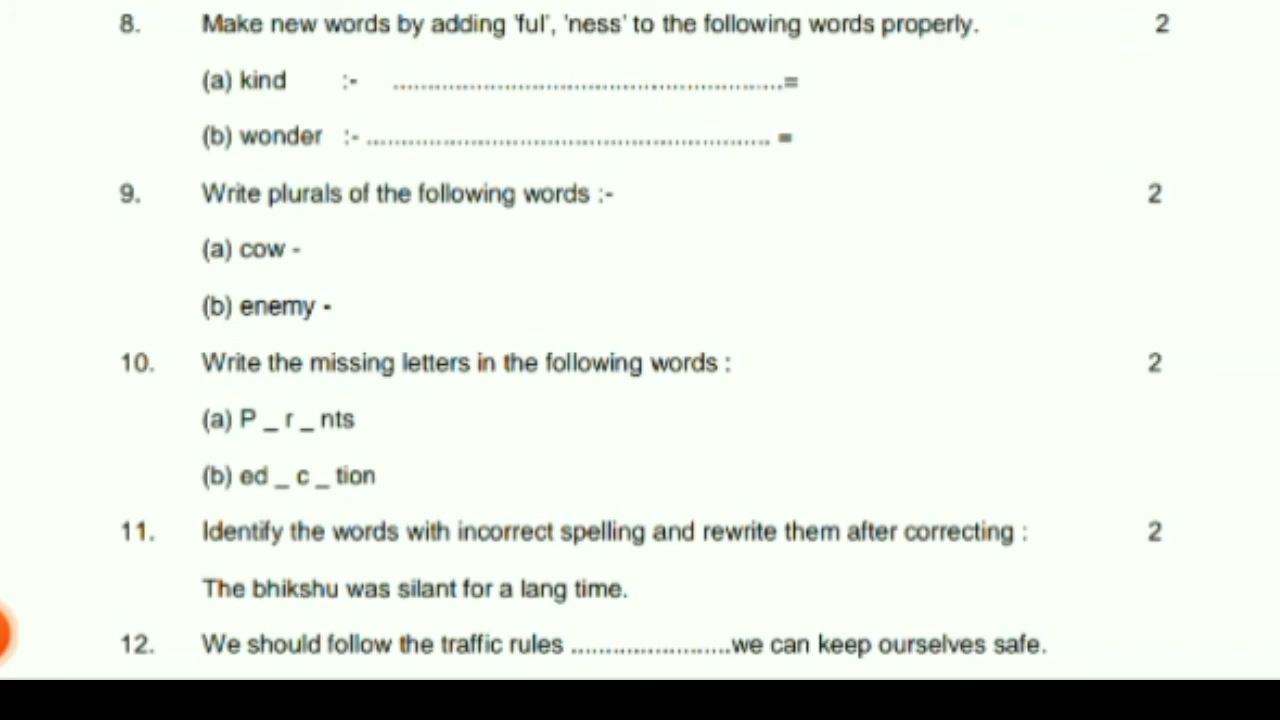 8. Make new words by adding 'ful', 'ness' to the following words properly. 2
(a) kind :- ........................................................=
(b) wonder :- .......................................................... =
9. Write plurals of the following words :- 2
(a) cow -
(b) enemy -
10. Write the missing letters in the following words : 2
(a) P _ r _ nts
(b) ed _ c _ tion
11. Identify the words with incorrect spelling and rewrite them after correcting : 2
The bhikshu was silant for a lang time.
12. We should follow the traffic rules .......................we can keep ourselves safe.